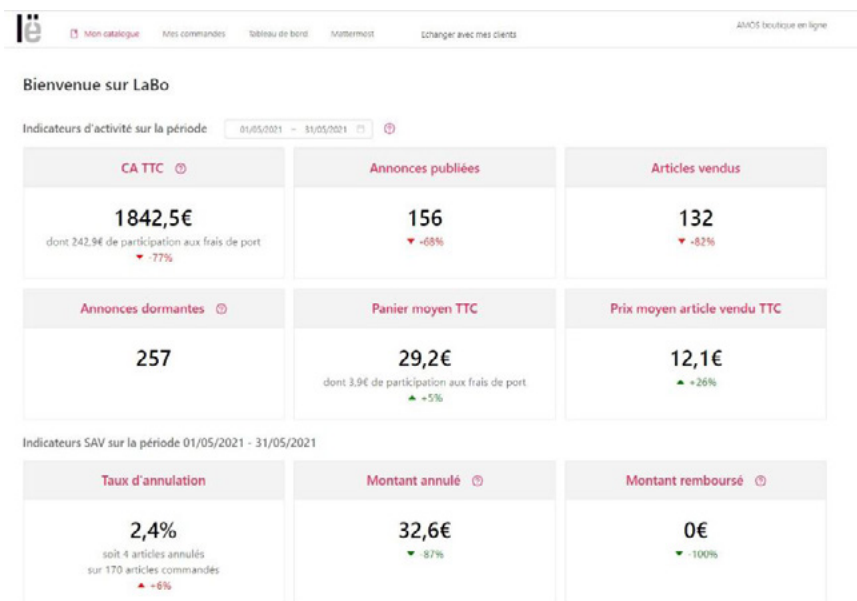 lë
Mon catalogue Mes commandes Tableau de bord Mattermost Echanger avec mes clients AMOS boutique en ligne
Bienvenue sur LaBo
Indicateurs d'activité sur la période 01/05/2021 ~ 31/05/2021 ?
CA TTC ? Annonces publiées Articles vendus
1842,5€ 156 132
dont 242,9€ de participation aux frais de port -68% -82%
-77%
Annonces dormantes ? Panier moyen TTC Prix moyen article vendu TTC
257 29,2€ 12,1€
dont 3,9€ de participation aux frais de port +26%
+5%
Indicateurs SAV sur la période 01/05/2021 - 31/05/2021
Taux d'annulation Montant annulé ? Montant remboursé ?
2,4% 32,6€ 0€
soit 4 articles annulés -87% -100%
sur 170 articles commandés
+6%